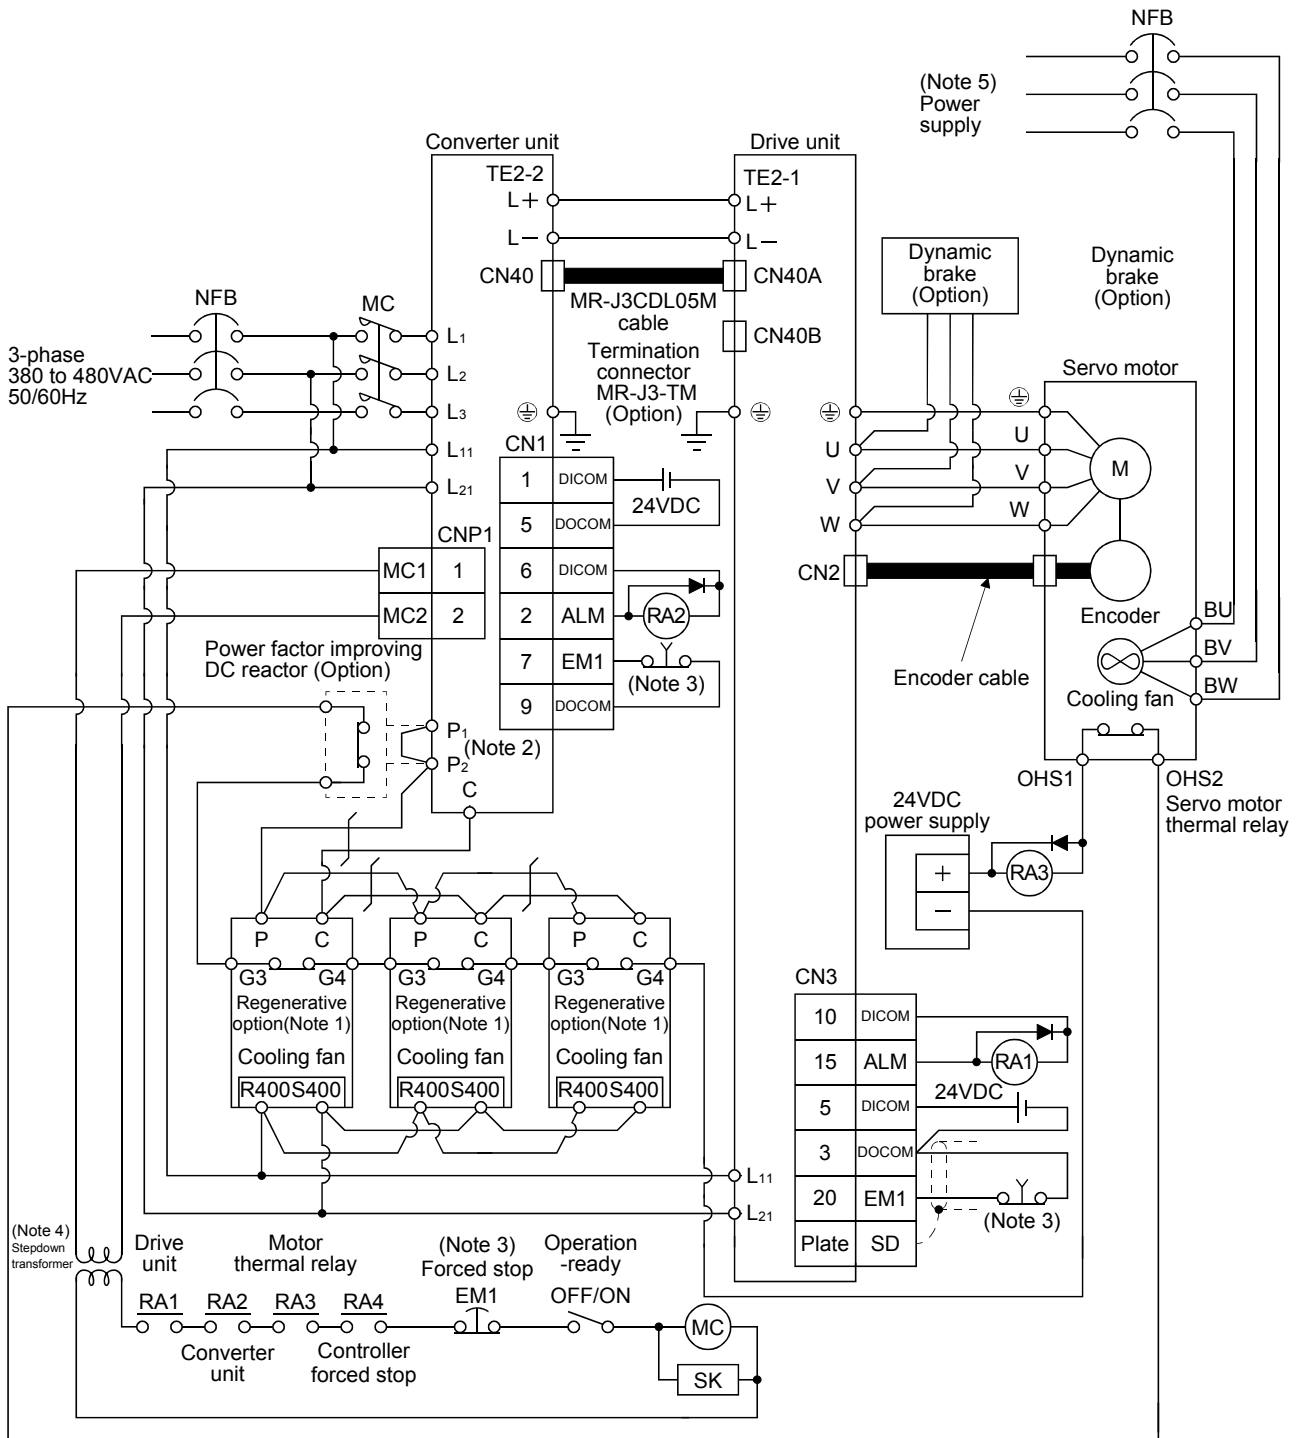 NFB
(Note 5)
Power
supply
Converter unit
Drive unit
TE2-2
TE2-1
L+
L+
L−
L−
CN40
CN40A
MR-J3CDL05M
cable
CN40B
Termination
connector
MR-J3-TM
(Option)
Dynamic
brake
(Option)
Dynamic
brake
(Option)
NFB
MC
3-phase
380 to 480VAC
50/60Hz
L1
L2
L3
L11
L21
Servo motor
U
V
W
U
V
W
M
CN1
1 DICOM
5 DOCOM
24VDC
6 DICOM
2 ALM
RA2
7 EM1
(Note 3)
9 DOCOM
CNP1
MC1 1
MC2 2
CN2
Encoder
Encoder cable
Cooling fan
BU
BV
BW
Power factor improving
DC reactor (Option)
P1
(Note 2)
P2
C
OHS1
OHS2
Servo motor
thermal relay
24VDC
power supply
+
−
RA3
P C
P C
P C
G3 G4
G3 G4
G3 G4
Regenerative
option(Note 1)
Regenerative
option(Note 1)
Regenerative
option(Note 1)
Cooling fan
Cooling fan
Cooling fan
R400S400
R400S400
R400S400
CN3
10 DICOM
15 ALM
RA1
24VDC
5 DICOM
3 DOCOM
20 EM1
(Note 3)
Plate SD
L11
L21
(Note 4)
Stepdown
transformer
Drive
unit
Motor
thermal relay
(Note 3)
Forced stop
Operation
-ready
RA1
RA2
RA3
RA4
EM1
OFF/ON
MC
Converter
unit
Controller
forced stop
SK